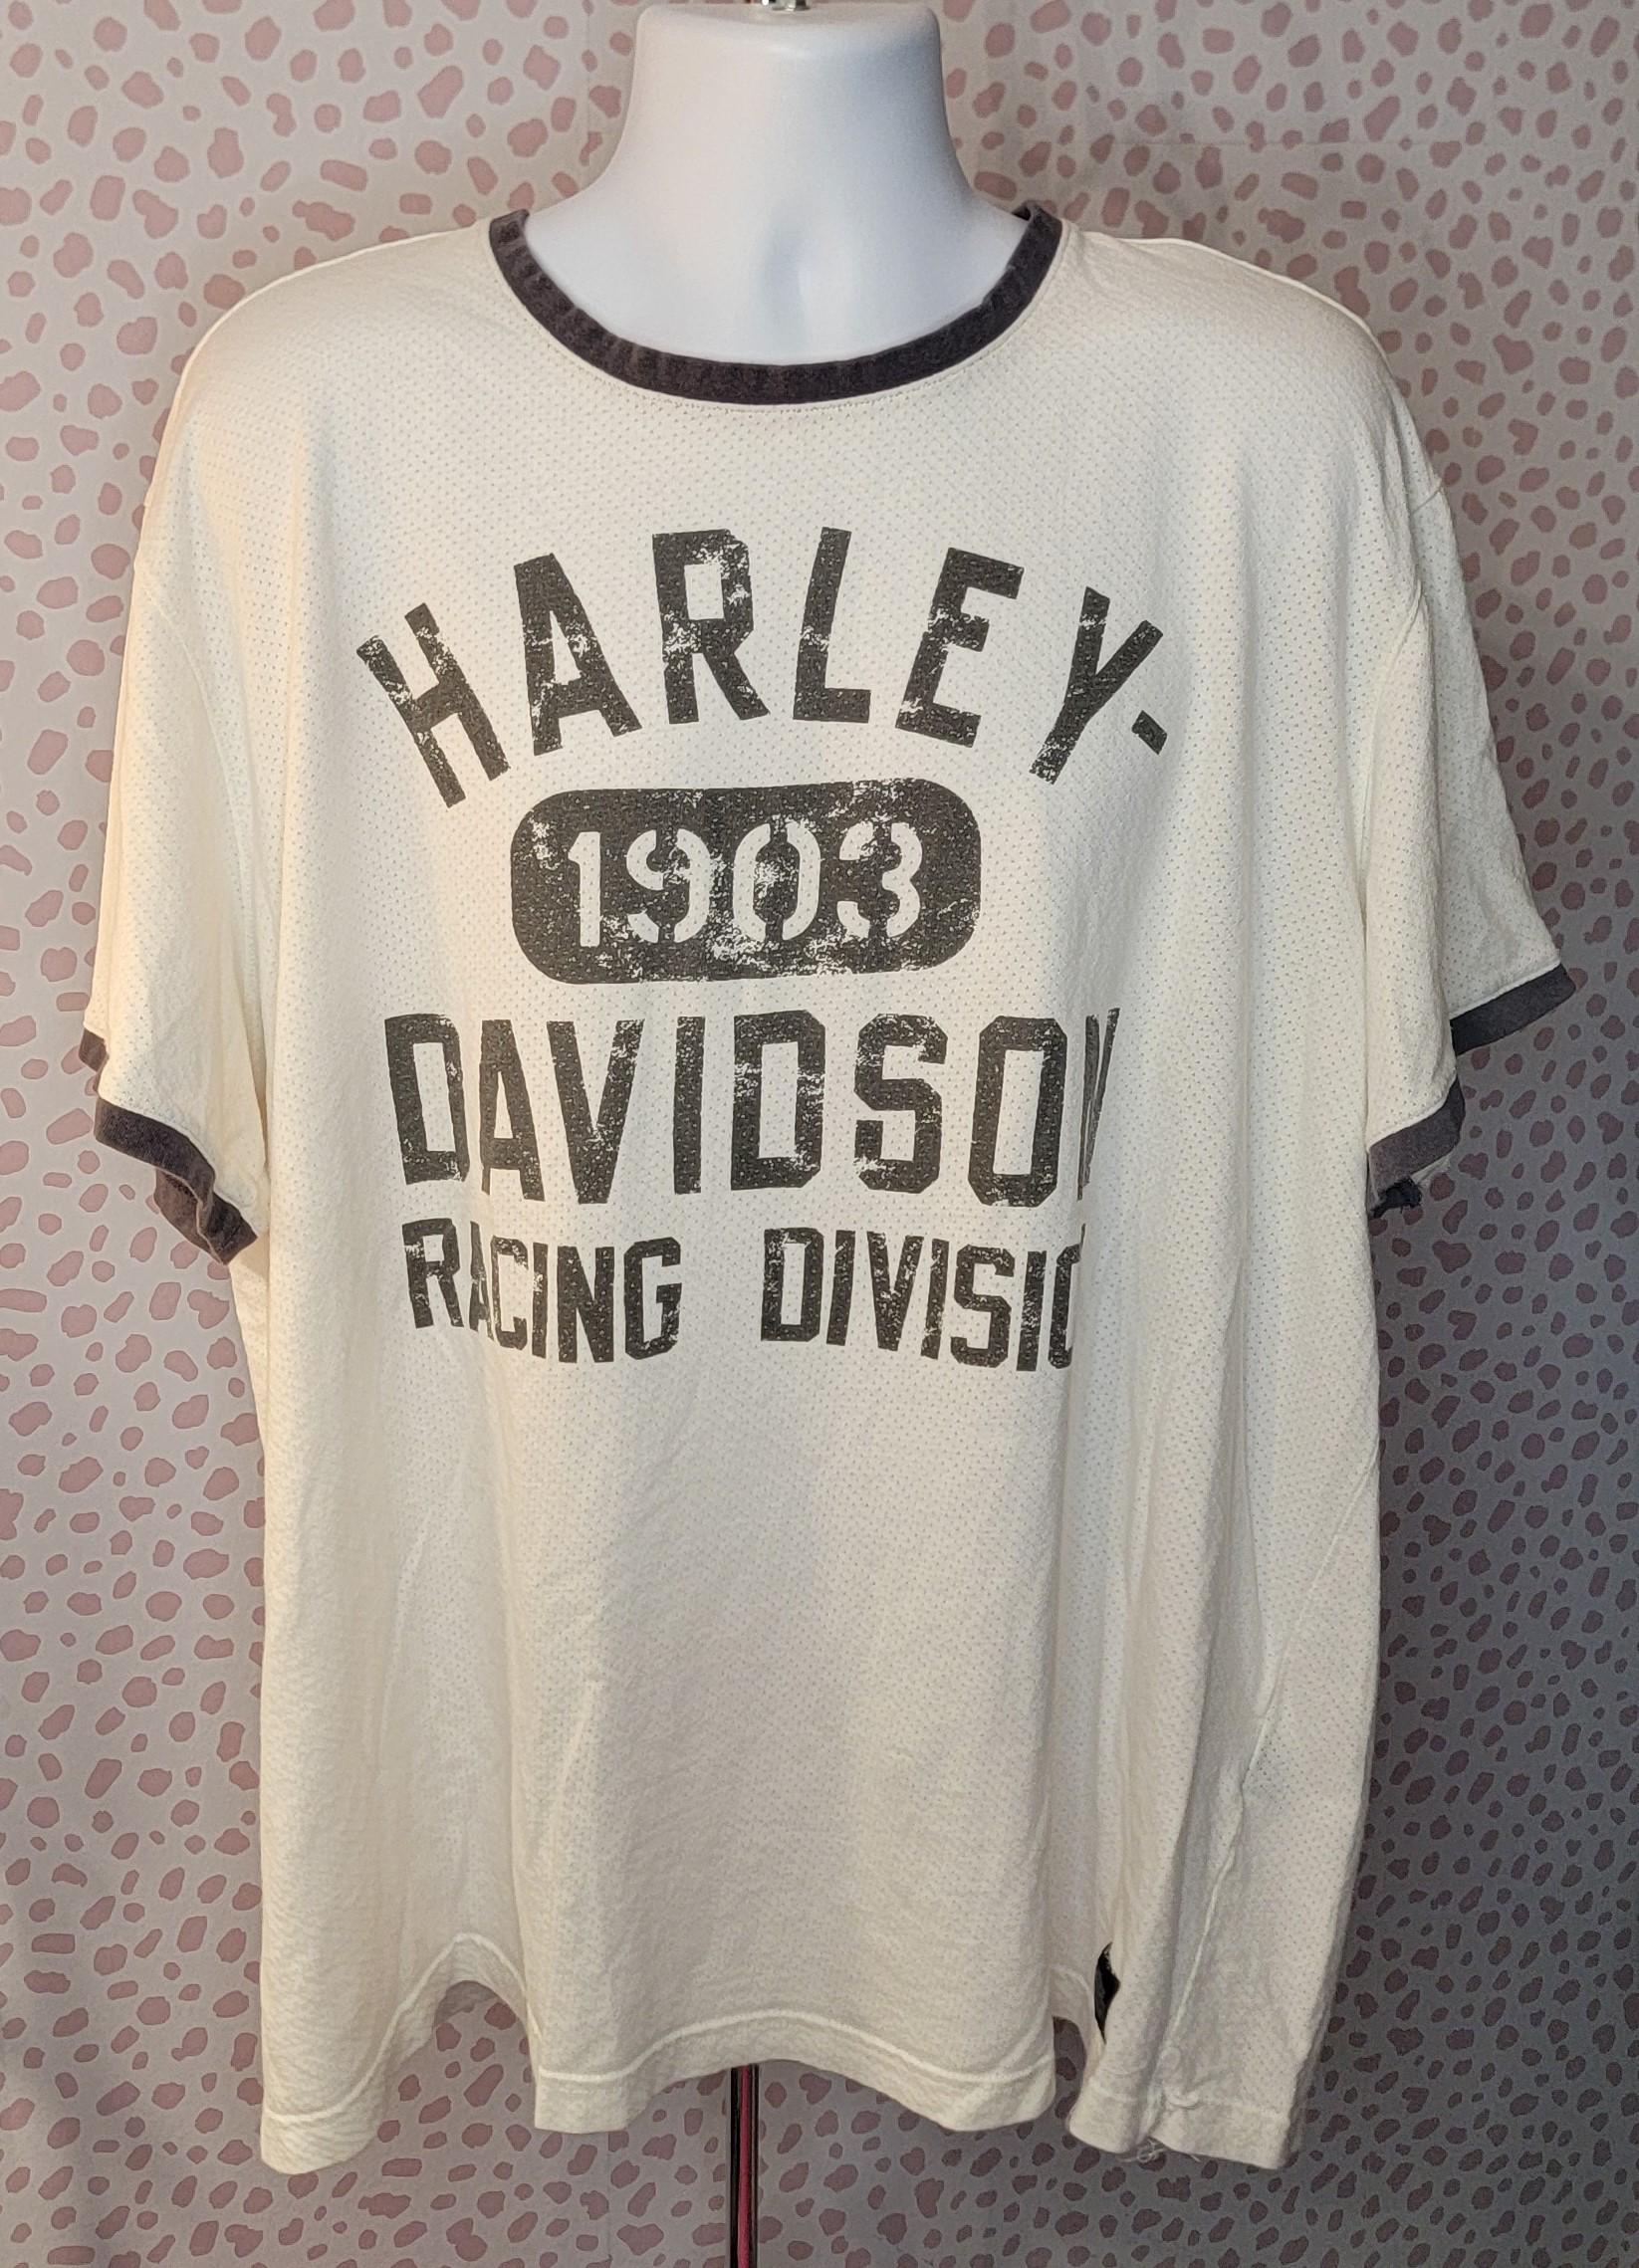 HARLEY-
1903
DAVIDSON
RACING DIVISIO